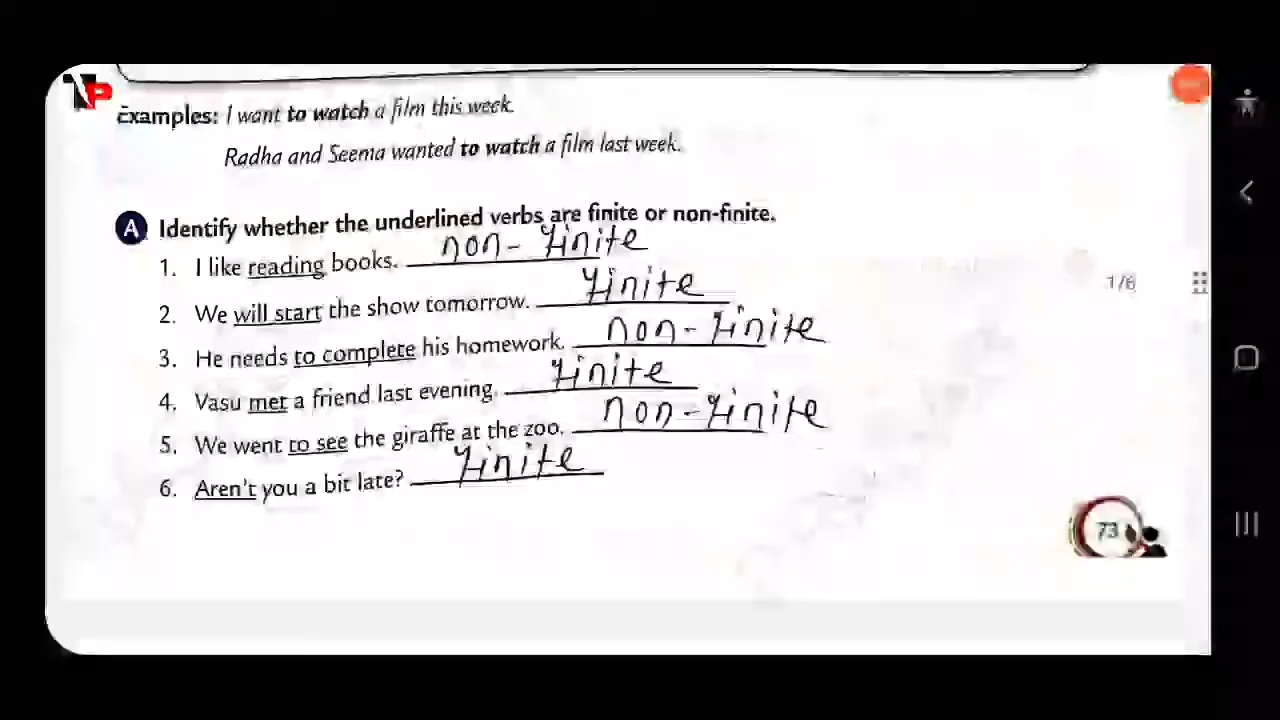 Examples: I want to watch a film this week.
Radha and Seema wanted to watch a film last week.
A Identify whether the underlined verbs are finite or non-finite.
1. I like reading books. non-finite
2. We will start the show tomorrow. finite
3. He needs to complete his homework. non-finite
4. Vasu met a friend last evening. finite
5. We went to see the giraffe at the zoo. non-finite
6. Aren't you a bit late? finite
1/6
73